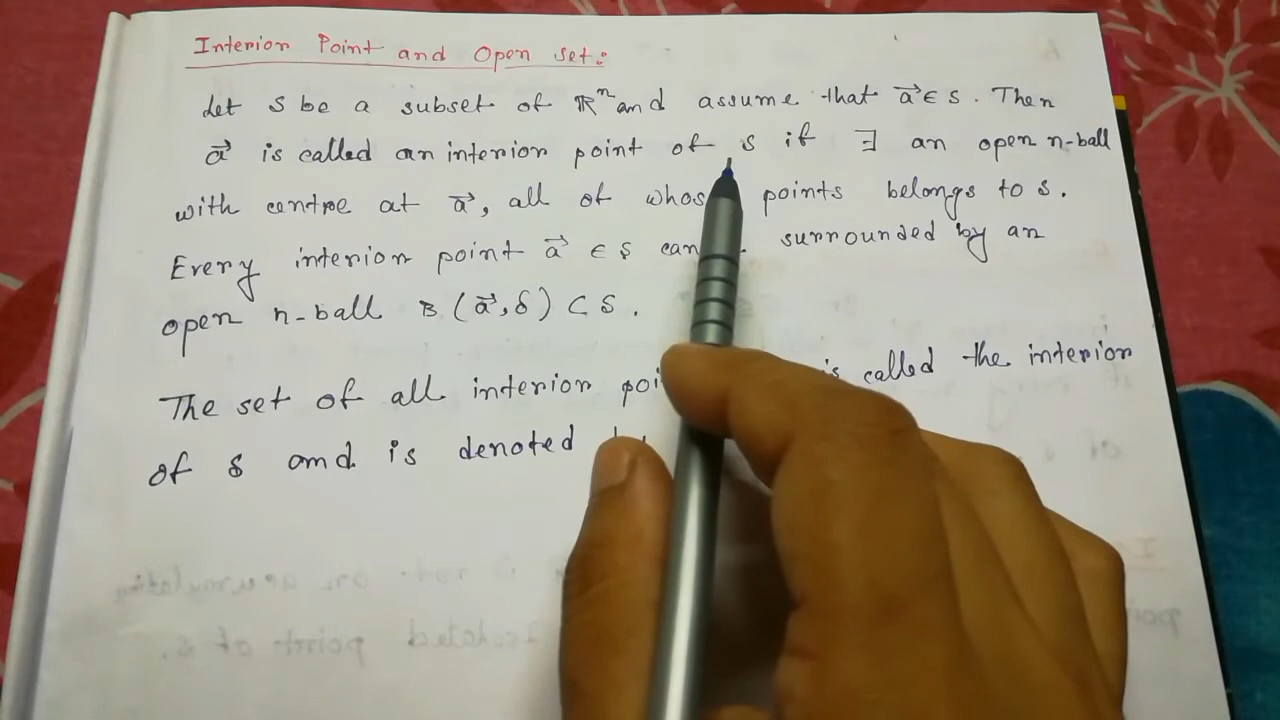 Interior Point and Open set:
Let S be a subset of ℝⁿ and assume that a⃗ ∈ S. Then
a⃗ is called an interior point of S if ∃ an open n-ball
with centre at a⃗, all of whos points belongs to S.
Every interior point a⃗ ∈ S can surrounded by an
open n-ball B (a⃗, δ) ⊂ S.
The set of all interior poi is called the interior
of S and is denoted